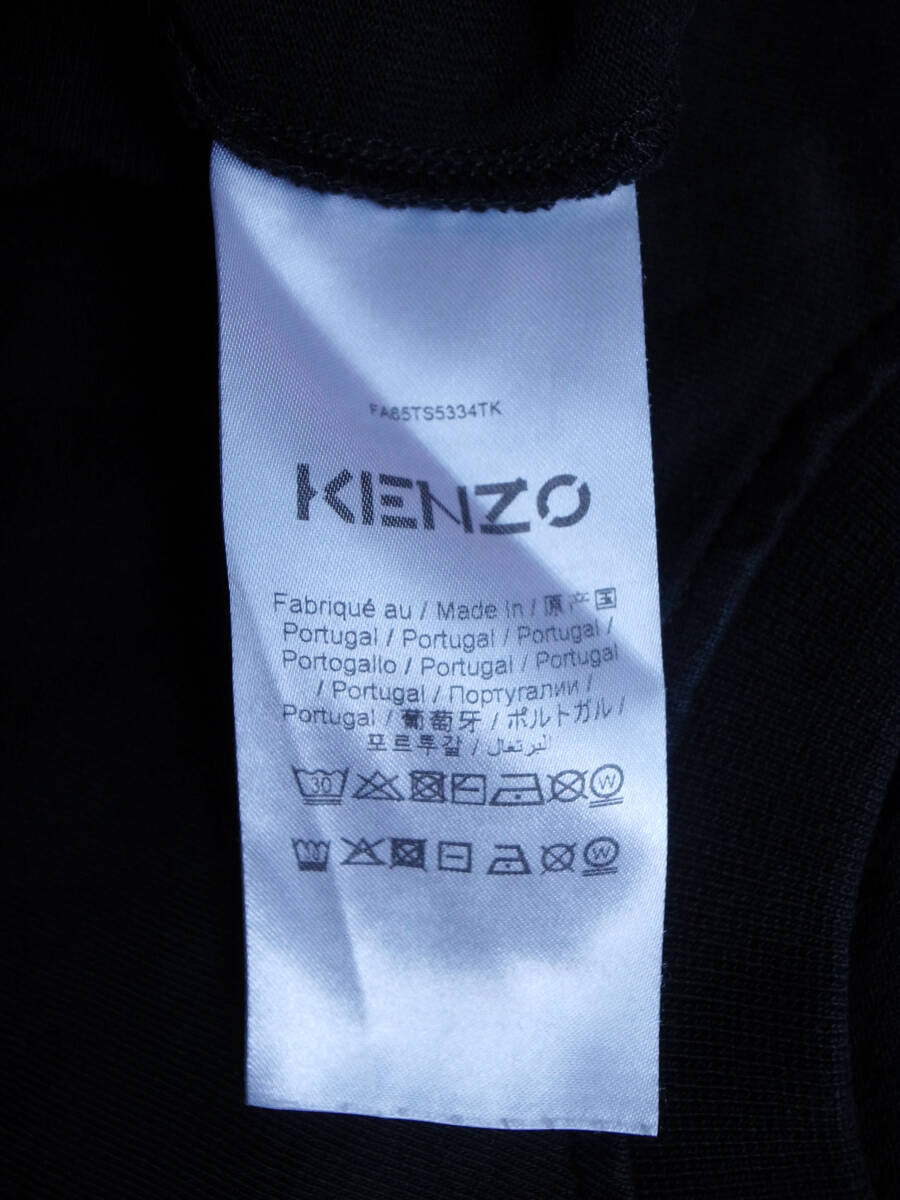 FA65TS5334TK
KENZO
Fabriqué au / Made In / 原产国
Portugal / Portugal / Portugal /
Portogallo / Portugal / Portugal
/ Portugal / Португалии /
Portugal / 葡萄牙 / ポルトガル /
포르투갈 / البرتغال
30 W
W